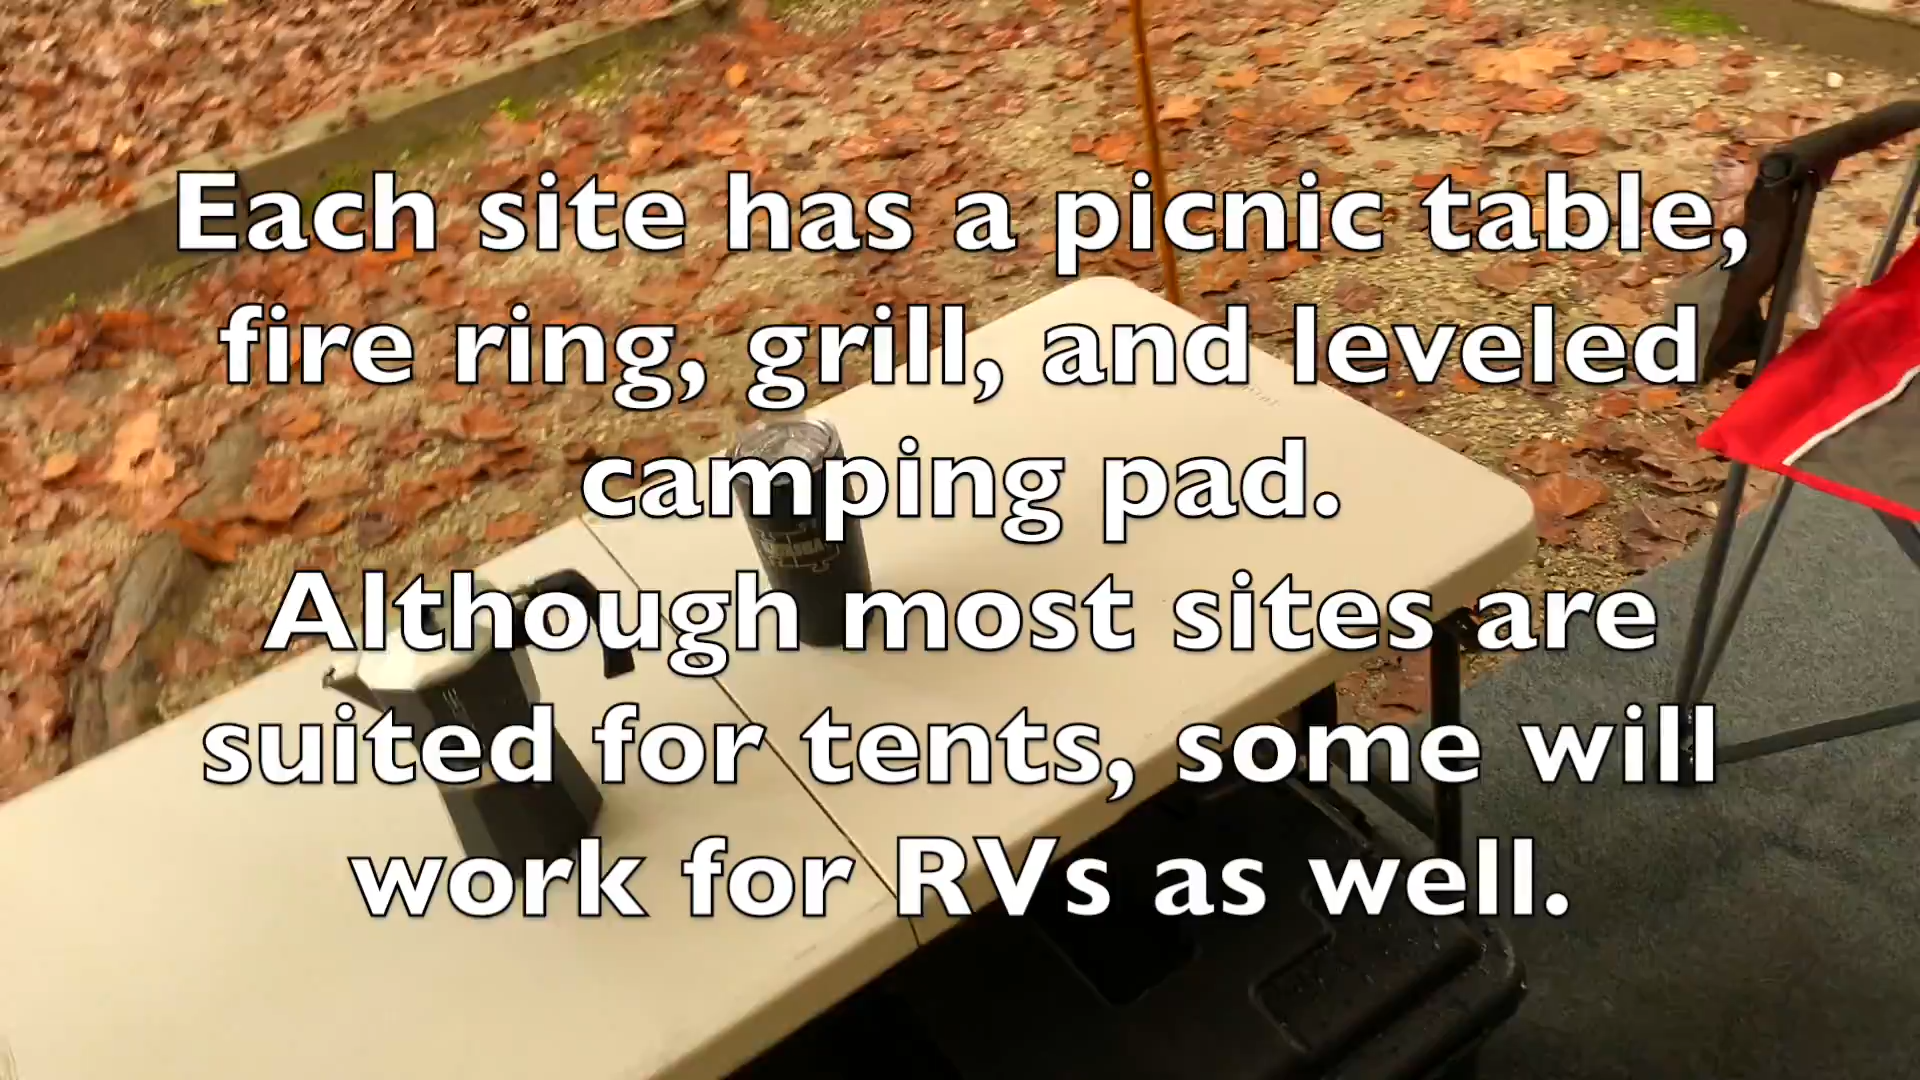 Each site has a picnic table,
fire ring, grill, and leveled
camping pad.
Although most sites are
suited for tents, some will
work for RVs as well.